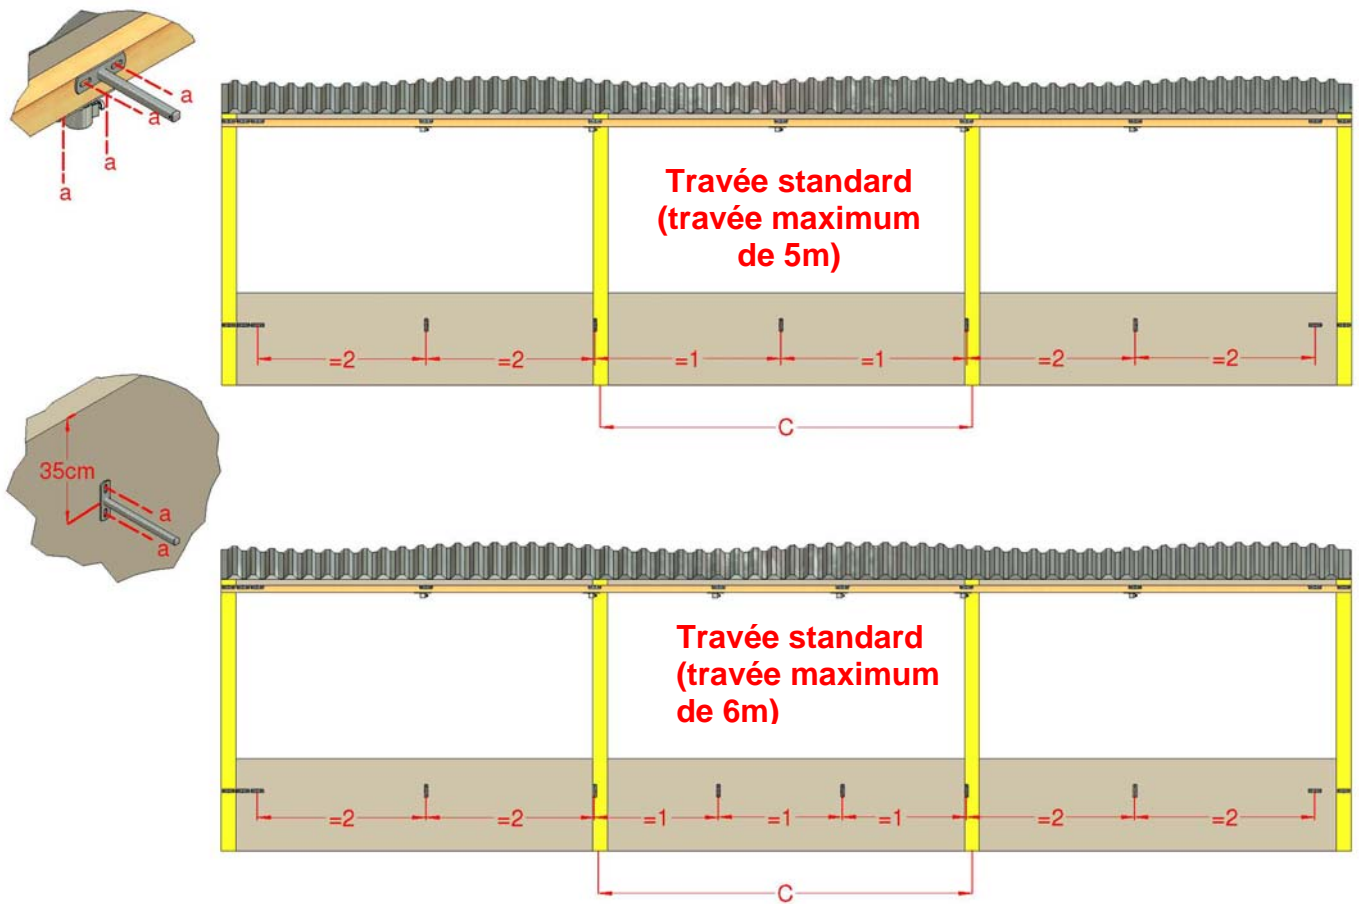 a
a
a
a
Travée standard
(travée maximum
de 5m)
=2
=2
=1
=1
=2
=2
C
35cm
a
a
Travée standard
(travée maximum
de 6m)
=2
=2
=1
=1
=1
=2
=2
C